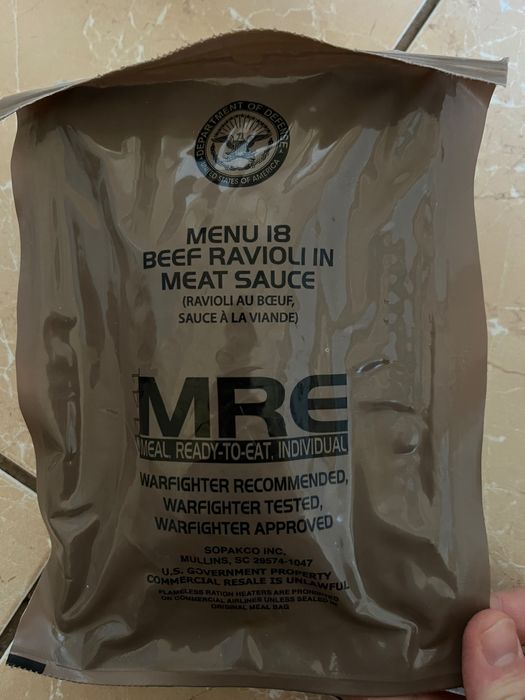 DEPARTMENT OF DEFENSE
UNITED STATES OF AMERICA
MENU 18
BEEF RAVIOLI IN
MEAT SAUCE
(RAVIOLI AU BŒUF,
SAUCE À LA VIANDE)
MRE
MEAL, READY-TO-EAT, INDIVIDUAL
WARFIGHTER RECOMMENDED,
WARFIGHTER TESTED,
WARFIGHTER APPROVED
SOPAKCO INC.
MULLINS, SC 29574-1047
U.S. GOVERNMENT PROPERTY
COMMERCIAL RESALE IS UNLAWFUL
FLAMELESS RATION HEATERS ARE PROHIBITED
ON COMMERCIAL AIRLINES UNLESS SEALED IN
ORIGINAL MEAL BAG